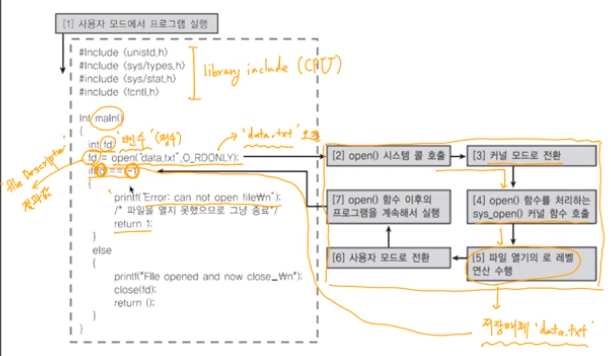 [1] 사용자 모드에서 프로그램 실행
#Include <unistd.h>
#Include <sys/types.h>
#Include <sys/stat.h>
#Include <fcntl.h>
library include (CPU)
Int main()
{
int fd; '변수' (정수)
fd = open("data.txt",O_RDONLY);
'data.txt' 오픈
if(fd == -1)
{
printf("Error: can not open file₩n");
/* 파일을 열지 못했으므로 그냥 종료*/
return 1;
}
else
{
printf("File opened and now close_₩n");
close(fd);
return ();
}
}
'file Descriptor'
결과값
[2] open() 시스템 콜 호출
[3] 커널 모드로 전환
[7] open() 함수 이후의
프로그램을 계속해서 실행
[4] open() 함수를 처리하는
sys_open() 커널 함수 호출
[6] 사용자 모드로 전환
[5] 파일 열기의 로 레벨
연산 수행
저장매체 'data.txt'